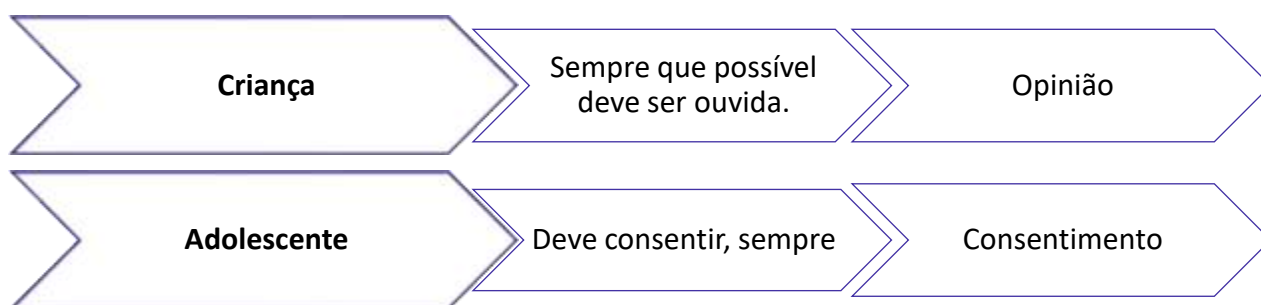 Criança
Sempre que possível
deve ser ouvida.
Opinião
Adolescente
Deve consentir, sempre
Consentimento